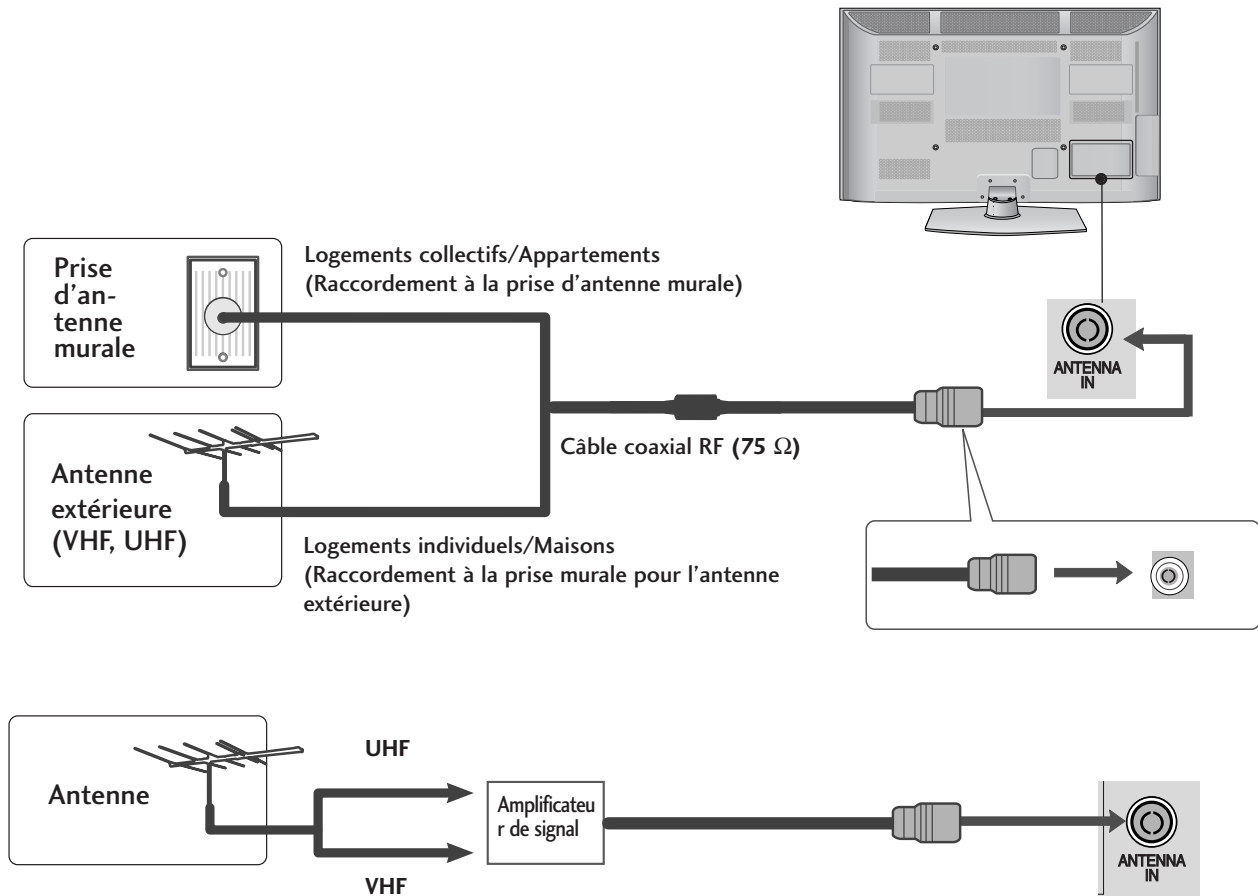 Prise
d'an-
tenne
murale
Logements collectifs/Appartements
(Raccordement à la prise d'antenne murale)
ANTENNA
IN
Antenne
extérieure
(VHF, UHF)
Câble coaxial RF (75 Ω)
Logements individuels/Maisons
(Raccordement à la prise murale pour l'antenne
extérieure)
Antenne
UHF
VHF
Amplificateu
r de signal
ANTENNA
IN